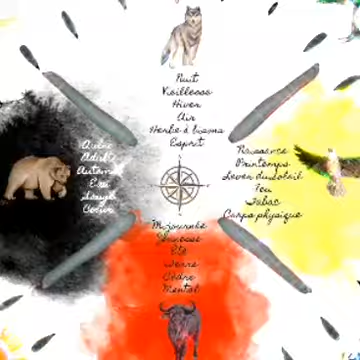 Nuit
Vieillesse
Hiver
Air
Herbe à bisons
Esprit
Adulte
Automne
Eau
Sauge
Coeur
Naissance
Printemps
Lever du soleil
Feu
Tabac
Corps physique
Mi-journée
Jeunesse
Été
Terre
Cèdre
Mental